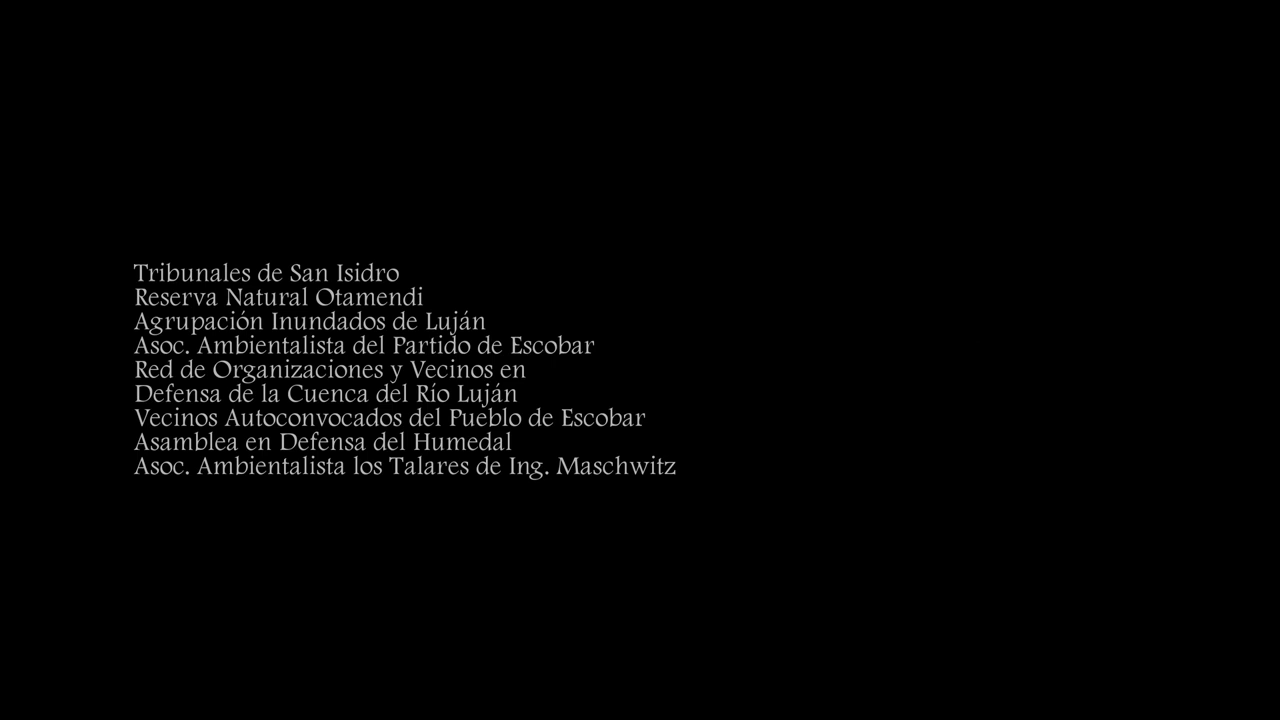 Tribunales de San Isidro
Reserva Natural Otamendi
Agrupación Inundados de Luján
Asoc. Ambientalista del Partido de Escobar
Red de Organizaciones y Vecinos en
Defensa de la Cuenca del Río Luján
Vecinos Autoconvocados del Pueblo de Escobar
Asamblea en Defensa del Humedal
Asoc. Ambientalista los Talares de Ing. Maschwitz